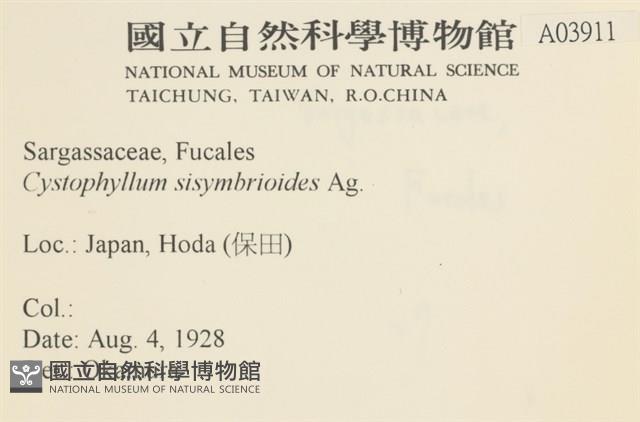 國立自然科學博物館
A03911
NATIONAL MUSEUM OF NATURAL SCIENCE
TAICHUNG, TAIWAN, R.O.CHINA
Sargassaceae, Fucales
Cystophyllum sisymbrioides Ag.
Loc.: Japan, Hoda (保田)
Col.:
Date: Aug. 4, 1928
國立自然科學博物館
NATIONAL MUSEUM OF NATURAL SCIENCE